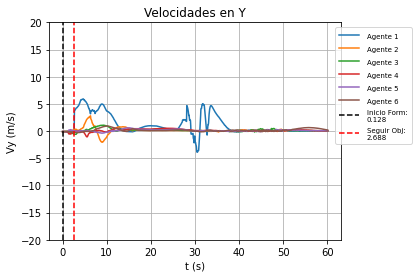 Velocidades en Y
Vy (m/s)
20
15
10
5
0
−5
−10
−15
−20
0
10
20
30
40
50
60
t (s)
Agente 1
Agente 2
Agente 3
Agente 4
Agente 5
Agente 6
Inicio Form:
0.128
Seguir Obj:
2.688